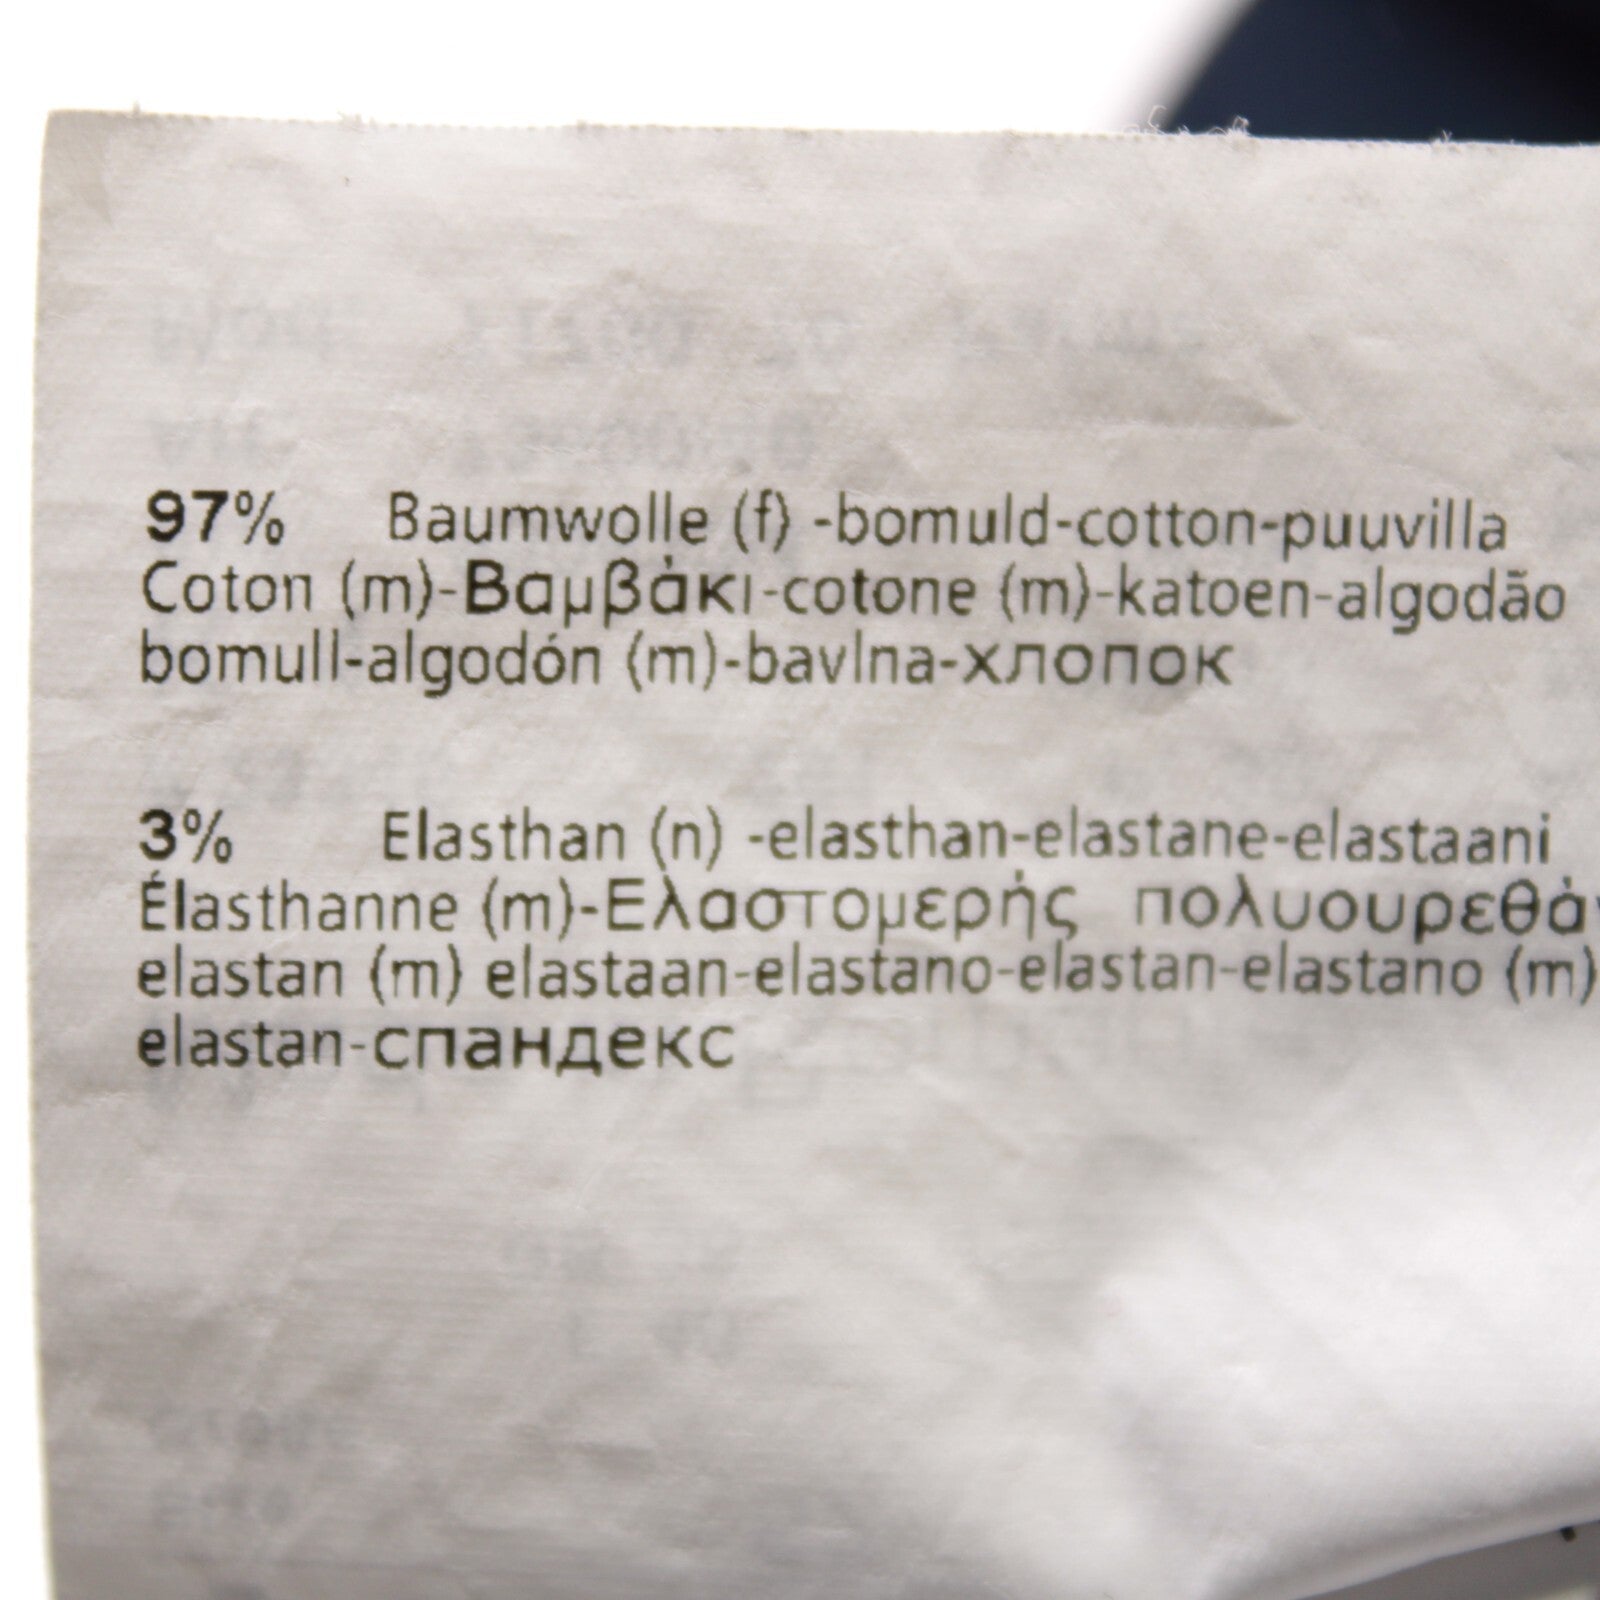 97% Baumwolle (f) -bomuld-cotton-puuvilla
Coton (m)-Βαμβάκι-cotone (m)-katoen-algodão
bomull-algodón (m)-bavlna-хлопок
3% Elasthan (n) -elasthan-elastane-elastaani
Élasthanne (m)-Ελαστομερής
elastan (m) elastaan-elastano-elastan-elastano (m)
elastan-спандекс